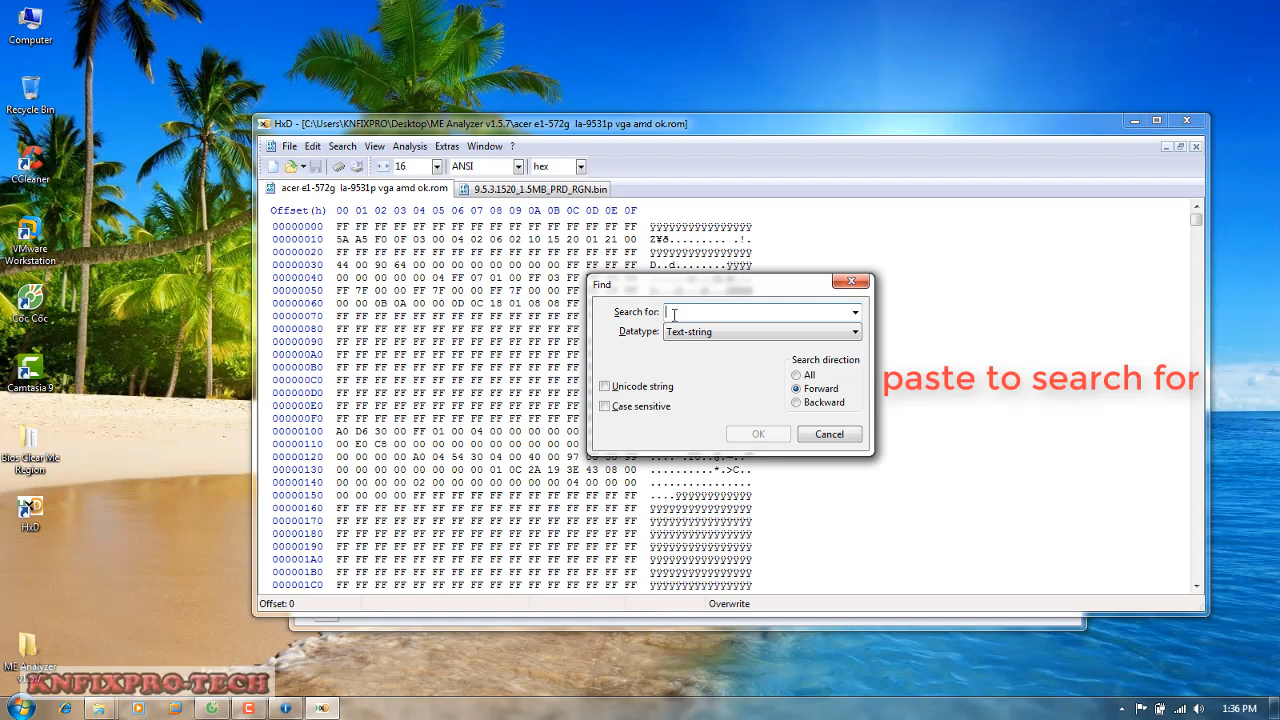 Computer
Recycle Bin
CCleaner
VMware
Workstation
Cốc Cốc
Camtasia 9
Bios Clear Me
Region
HxD
ME Analyzer
v1.5.7
KNFIXPRO-TECH
HxD - [C:\Users\KNFIXPRO\Desktop\ME Analyzer v1.5.7\acer e1-572g la-9531p vga amd ok.rom]
File Edit Search View Analysis Extras Window ?
16 ANSI hex
acer e1-572g la-9531p vga amd ok.rom 9.5.3.1520_1.5MB_PRD_RGN.bin
Offset(h) 00 01 02 03 04 05 06 07 08 09 0A 0B 0C 0D 0E 0F
00000000 FF FF FF FF FF FF FF FF FF FF FF FF FF FF FF FF ÿÿÿÿÿÿÿÿÿÿÿÿÿÿÿÿ
00000010 5A A5 F0 0F 03 00 04 02 06 02 10 15 20 01 21 00 Z¥ð......... .!.
00000020 FF FF FF FF FF FF FF FF FF FF FF FF FF FF FF FF ÿÿÿÿÿÿÿÿÿÿÿÿÿÿÿÿ
00000030 44 00 90 64 00 00 00 00 00 00 00 00 FF FF FF FF D..d........ÿÿÿÿ
00000040 00 00 00 00 00 04 FF 07 01 00 FF 03
00000050 FF 7F 00 00 FF 7F 00 00 FF 7F 00 00
00000060 00 00 0B 0A 00 00 0D 0C 18 01 08 08
00000070 FF FF FF FF FF FF FF FF FF FF FF FF
00000080 FF FF FF FF FF FF FF FF FF FF FF FF
00000090 FF FF FF FF FF FF FF FF FF FF FF FF
000000A0 FF FF FF FF FF FF FF FF FF FF FF FF
000000B0 FF FF FF FF FF FF FF FF FF FF FF FF
000000C0 FF FF FF FF FF FF FF FF FF FF FF FF
000000D0 FF FF FF FF FF FF FF FF FF FF FF FF
000000E0 FF FF FF FF FF FF FF FF FF FF FF FF
000000F0 FF FF FF FF FF FF FF FF FF FF FF FF
00000100 A0 D6 30 00 FF 01 00 04 00 00 00 00
00000110 00 E0 C8 00 00 00 00 00 00 00 00 00
00000120 00 00 00 00
00000130 00 00 00 00 00 00 00 00 01 0C 2A 19 3E 43 08 00
00000140 00 00 00 00 02 00 00 00 00 00 00 00 00 00 00 00 ................
00000150 00 00 00 00 FF FF FF FF FF FF FF FF FF FF FF FF ....ÿÿÿÿÿÿÿÿÿÿÿÿ
00000160 FF FF FF FF FF FF FF FF FF FF FF FF FF FF FF FF ÿÿÿÿÿÿÿÿÿÿÿÿÿÿÿÿ
00000170 FF FF FF FF FF FF FF FF FF FF FF FF FF FF FF FF ÿÿÿÿÿÿÿÿÿÿÿÿÿÿÿÿ
00000180 FF FF FF FF FF FF FF FF FF FF FF FF FF FF FF FF ÿÿÿÿÿÿÿÿÿÿÿÿÿÿÿÿ
00000190 FF FF FF FF FF FF FF FF FF FF FF FF FF FF FF FF ÿÿÿÿÿÿÿÿÿÿÿÿÿÿÿÿ
000001A0 FF FF FF FF FF FF FF FF FF FF FF FF FF FF FF FF ÿÿÿÿÿÿÿÿÿÿÿÿÿÿÿÿ
000001B0 FF FF FF FF FF FF FF FF FF FF FF FF FF FF FF FF ÿÿÿÿÿÿÿÿÿÿÿÿÿÿÿÿ
000001C0 FF FF FF FF FF FF FF FF FF FF FF FF FF FF FF FF ÿÿÿÿÿÿÿÿÿÿÿÿÿÿÿÿ
Offset: 0 Overwrite
Find
Search for:
Datatype: Text-string
Search direction
All
Unicode string Forward
Case sensitive Backward
OK Cancel
paste to search for
1:36 PM